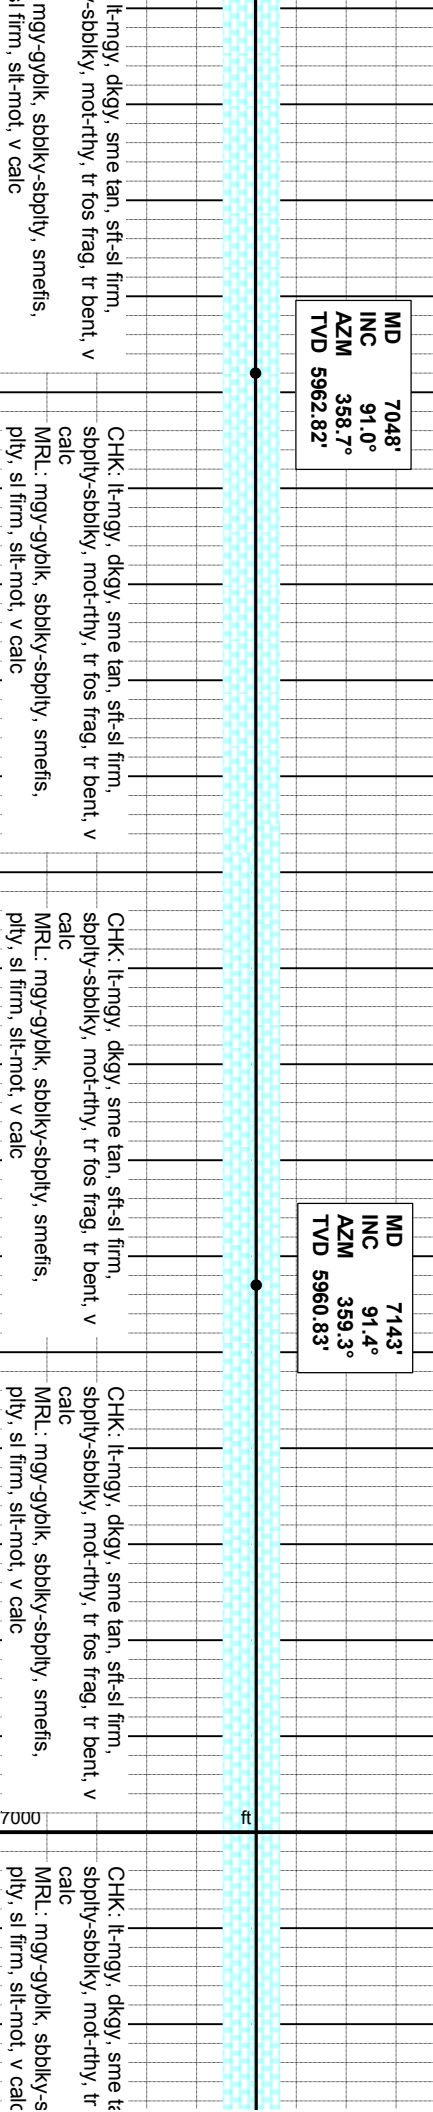 lt-mgy, dkgy, sme tan, sft-sl firm,
y-sbblky, mot-rthy, tr fos frag, tr bent, v
mgy-gyblk, sbblky-sbplty, smefis,
sl firm, slt-mot, v calc
MD 7048'
INC 91.0°
AZM 358.7°
TVD 5962.82'
CHK: lt-mgy, dkgy, sme tan, sft-sl firm,
sbplty-sbblky, mot-rthy, tr fos frag, tr bent, v
calc
MRL: mgy-gyblk, sbblky-sbplty, smefis,
plty, sl firm, slt-mot, v calc
CHK: lt-mgy, dkgy, sme tan, sft-sl firm,
sbplty-sbblky, mot-rthy, tr fos frag, tr bent, v
calc
MRL: mgy-gyblk, sbblky-sbplty, smefis,
plty, sl firm, slt-mot, v calc
MD 7143'
INC 91.4°
AZM 359.3°
TVD 5960.83'
CHK: lt-mgy, dkgy, sme tan, sft-sl firm,
sbplty-sbblky, mot-rthy, tr fos frag, tr bent, v
calc
MRL: mgy-gyblk, sbblky-sbplty, smefis,
plty, sl firm, slt-mot, v calc
7000 ft
CHK: lt-mgy, dkgy, sme
sbplty-sbblky, mot-rthy, tr
calc
MRL: mgy-gyblk, sbblky-s
plty, sl firm, slt-mot, v calc